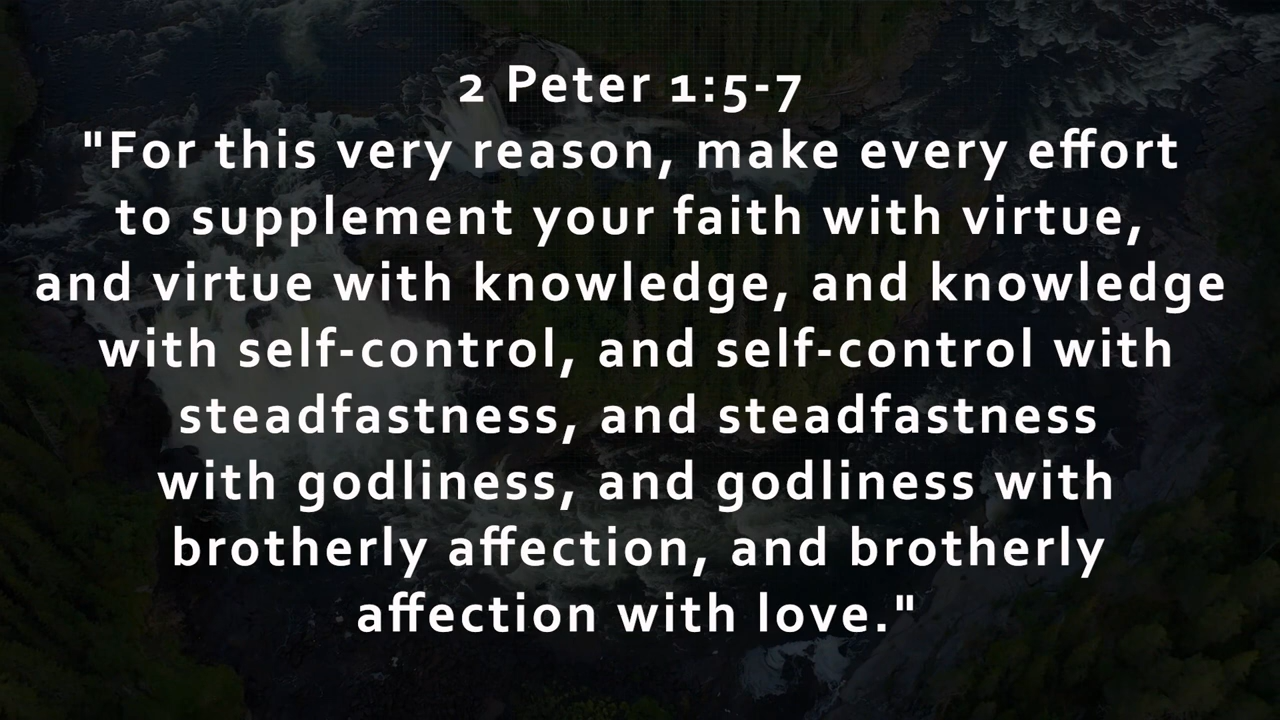 2 Peter 1:5-7
"For this very reason, make every effort
to supplement your faith with virtue,
and virtue with knowledge, and knowledge
with self-control, and self-control with
steadfastness, and steadfastness
with godliness, and godliness with
brotherly affection, and brotherly
affection with love."